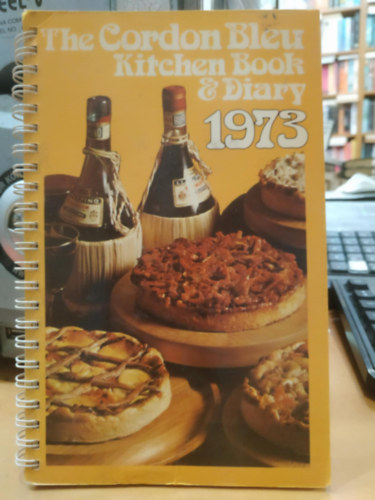 The Cordon Bleu
Kitchen Book
& Diary
1973